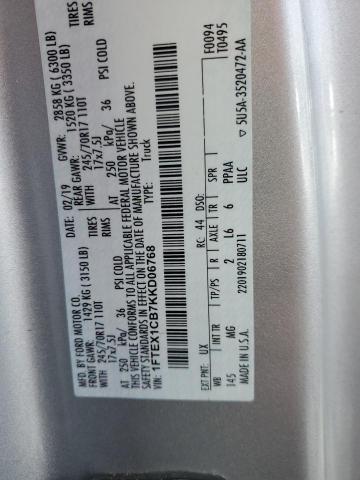 MFD. BY FORD MOTOR CO.
DATE: 02/19 GVWR: 2858 KG ( 6300 LB)
FRONT GAWR: 1429 KG ( 3150 LB) REAR GAWR: 1520 KG ( 3350 LB)
245/70R17 110T TIRES WITH 245/70R17 110T TIRES
17x7.5J RIMS 17x7.5J RIMS
AT 250 kPa/ 36 PSI COLD AT 250 kPa/ 36 PSI COLD
THIS VEHICLE CONFORMS TO ALL APPLICABLE FEDERAL MOTOR VEHICLE
SAFETY STANDARDS IN EFFECT ON THE DATE OF MANUFACTURE SHOWN ABOVE.
VIN: 1FTEX1CB7KKD06768
TYPE: Truck
F0094
T0495
EXT PNT: UX RC: 44 DSO:
WB INT TR TP/PS R AXLE TR SPR
145 MG 2 L6 6 PPAA
ULC
MADE IN U.S.A. 2201902180711
▽ 5U5A-3520472-AA